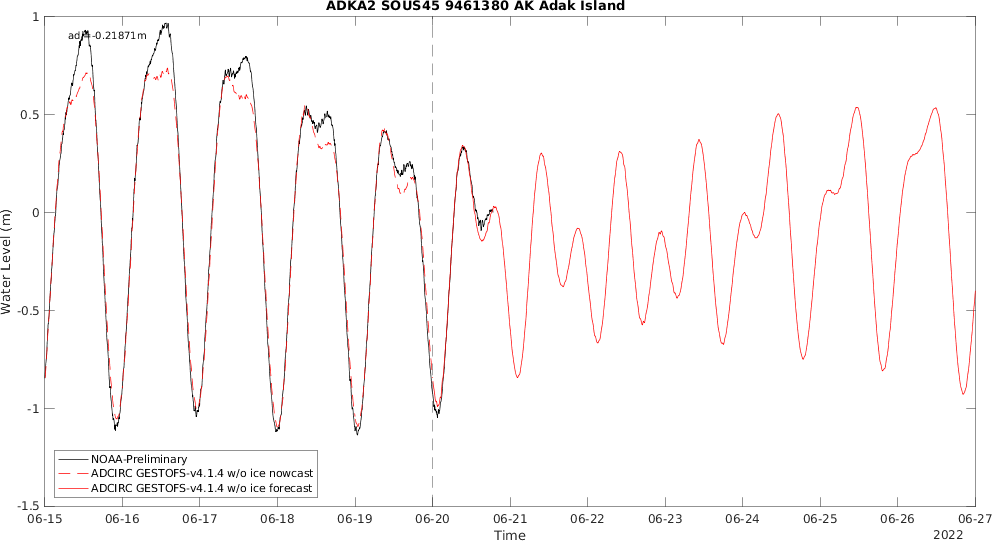 ADKA2 SOUS45 9461380 AK Adak Island
adj=-0.21871m
1
0.5
0
-0.5
-1
-1.5
Water Level (m)
NOAA-Preliminary
ADCIRC GESTOFS-v4.1.4 w/o ice nowcast
ADCIRC GESTOFS-v4.1.4 w/o ice forecast
06-15 06-16 06-17 06-18 06-19 06-20 06-21 06-22 06-23 06-24 06-25 06-26 06-27
Time
2022